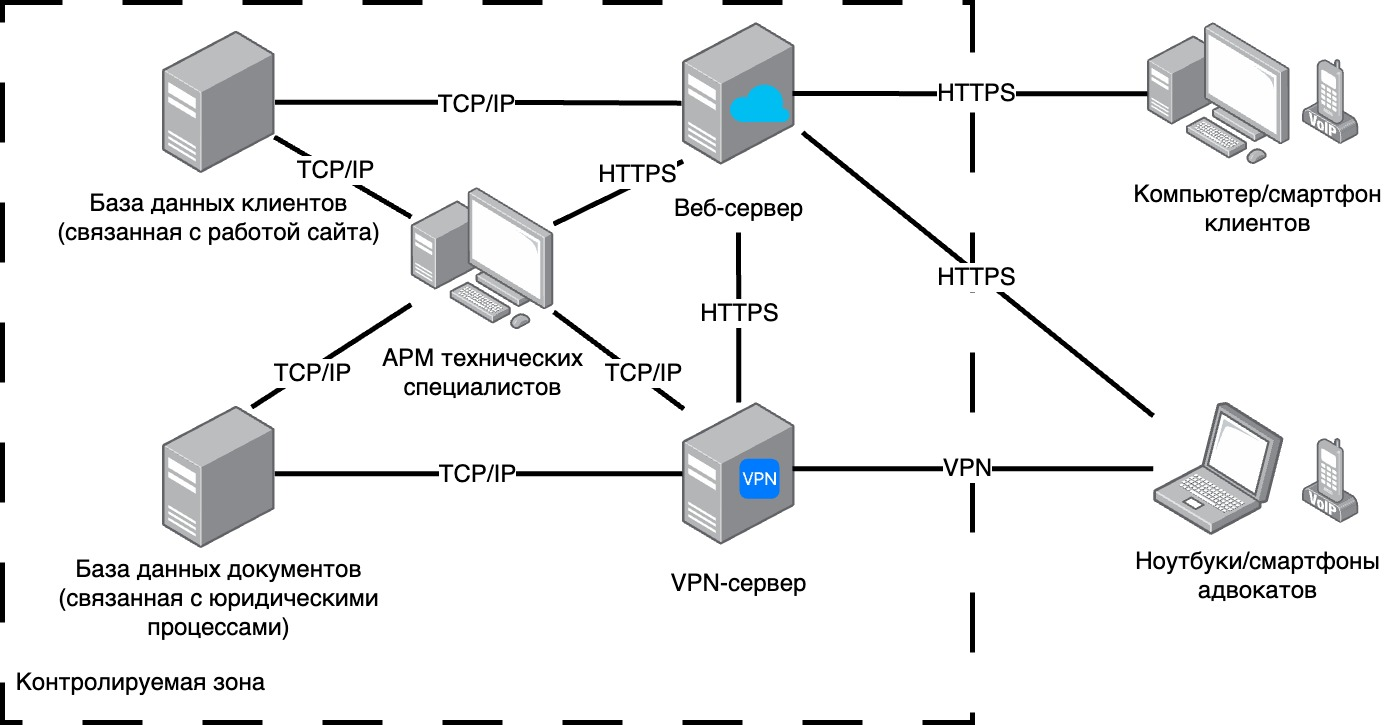 TCP/IP
HTTPS
VoIP
TCP/IP
HTTPS
База данных клиентов
(связанная с работой сайта)
Веб-сервер
Компьютер/смартфон
клиентов
HTTPS
HTTPS
АРМ технических
специалистов
TCP/IP
TCP/IP
TCP/IP
VPN
VPN
VoIP
База данных документов
(связанная с юридическими
процессами)
VPN-сервер
Ноутбуки/смартфоны
адвокатов
Контролируемая зона